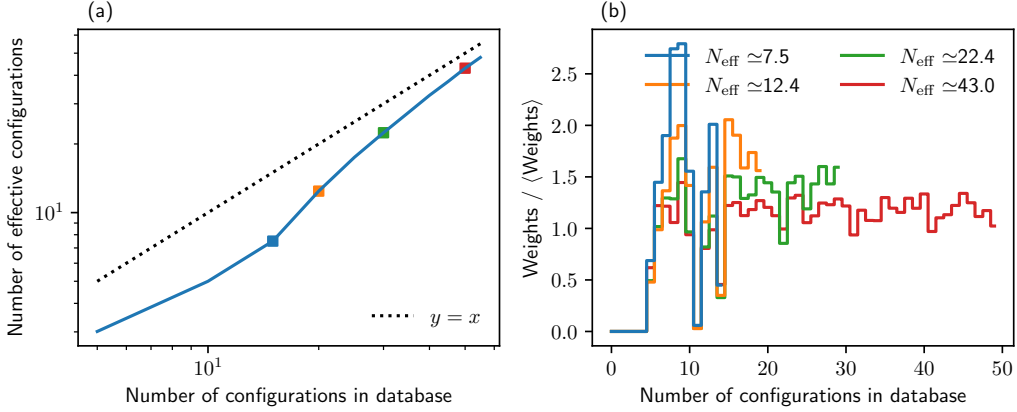 (a)
Number of effective configurations
10^1
y = x
10^1
Number of configurations in database
(b)
Weights / ⟨Weights⟩
2.5
2.0
1.5
1.0
0.5
0.0
N_eff ≃7.5
N_eff ≃12.4
N_eff ≃22.4
N_eff ≃43.0
0 10 20 30 40 50
Number of configurations in database